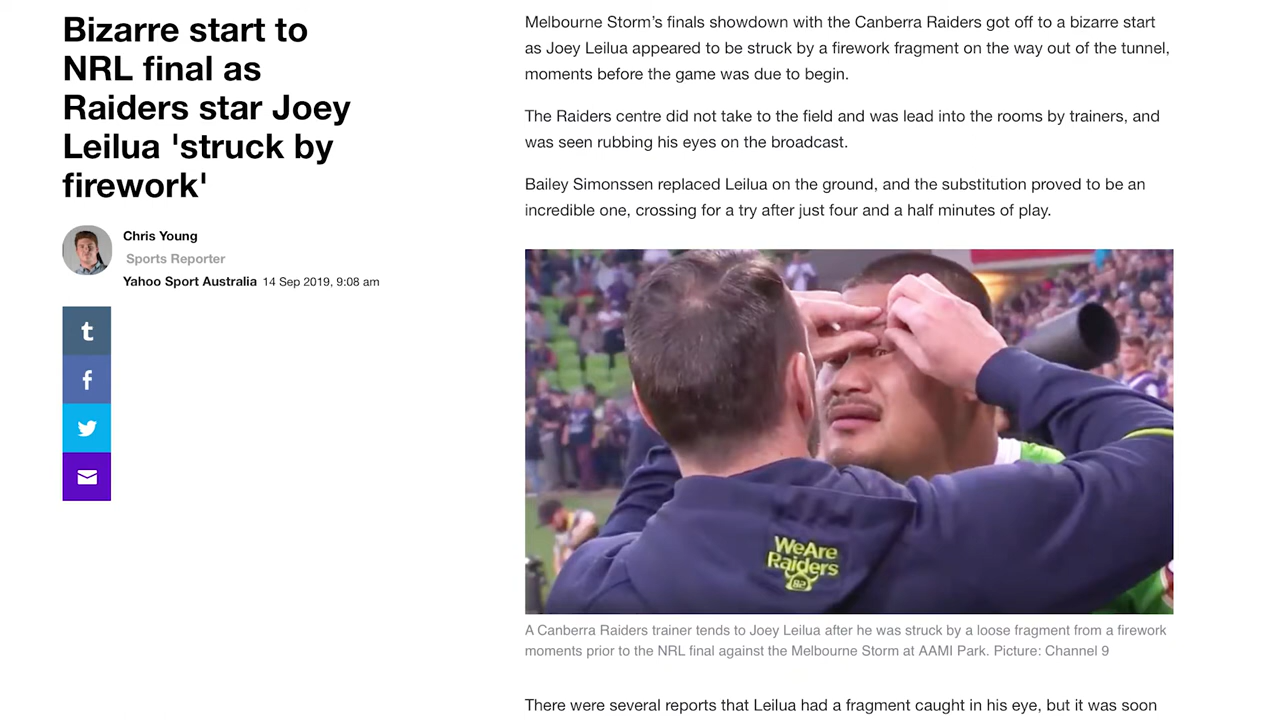 Bizarre start to
NRL final as
Raiders star Joey
Leilua 'struck by
firework'
Chris Young
Sports Reporter
Yahoo Sport Australia 14 Sep 2019, 9:08 am
t
f
Melbourne Storm’s finals showdown with the Canberra Raiders got off to a bizarre start
as Joey Leilua appeared to be struck by a firework fragment on the way out of the tunnel,
moments before the game was due to begin.
The Raiders centre did not take to the field and was lead into the rooms by trainers, and
was seen rubbing his eyes on the broadcast.
Bailey Simonssen replaced Leilua on the ground, and the substitution proved to be an
incredible one, crossing for a try after just four and a half minutes of play.
WeAre
Raiders
82
A Canberra Raiders trainer tends to Joey Leilua after he was struck by a loose fragment from a firework
moments prior to the NRL final against the Melbourne Storm at AAMI Park. Picture: Channel 9
There were several reports that Leilua had a fragment caught in his eye, but it was soon